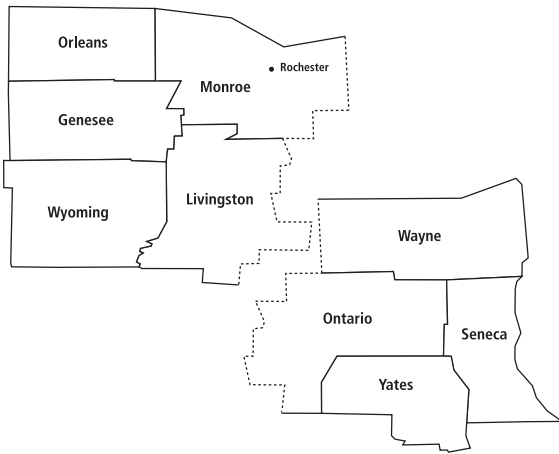 Orleans
Rochester
Monroe
Genesee
Livingston
Wyoming
Wayne
Ontario
Seneca
Yates